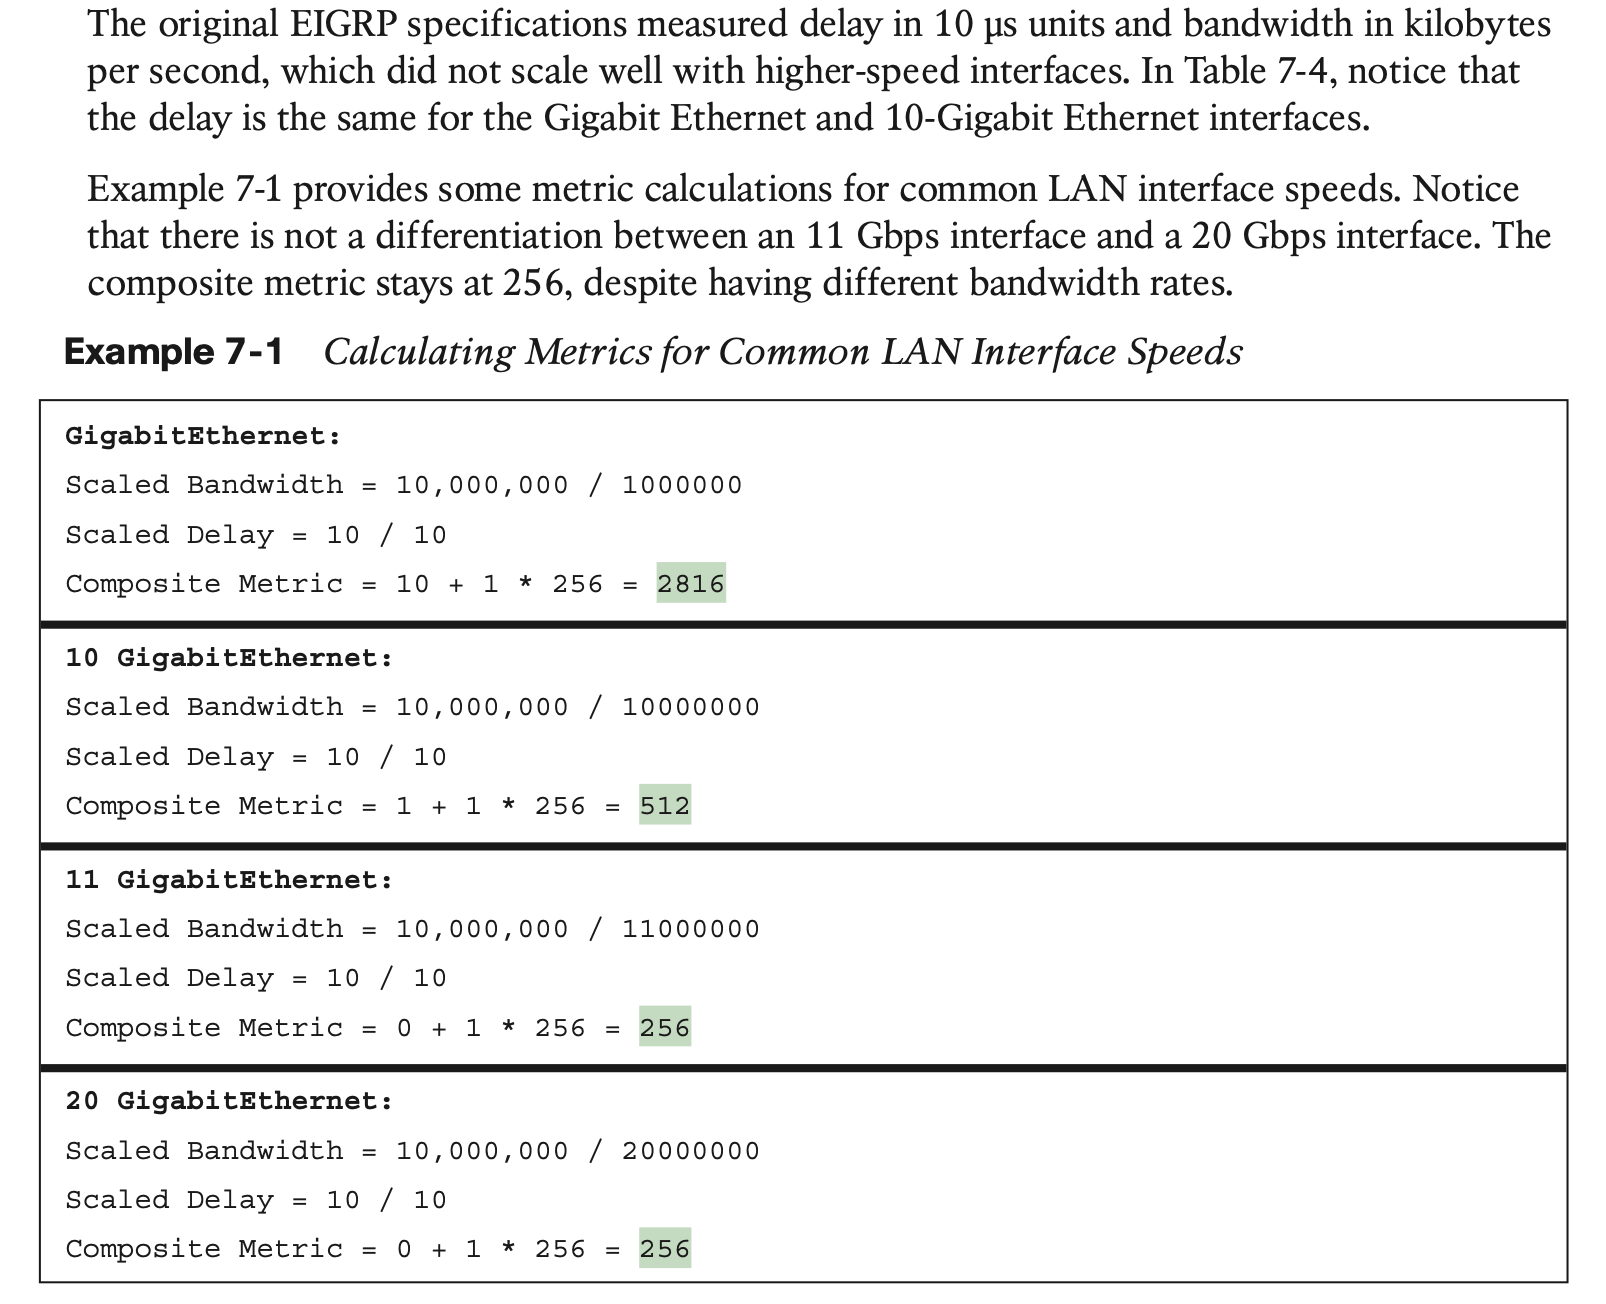 The original EIGRP specifications measured delay in 10 μs units and bandwidth in kilobytes
per second, which did not scale well with higher-speed interfaces. In Table 7-4, notice that
the delay is the same for the Gigabit Ethernet and 10-Gigabit Ethernet interfaces.
Example 7-1 provides some metric calculations for common LAN interface speeds. Notice
that there is not a differentiation between an 11 Gbps interface and a 20 Gbps interface. The
composite metric stays at 256, despite having different bandwidth rates.
Example 7-1 Calculating Metrics for Common LAN Interface Speeds
GigabitEthernet:
Scaled Bandwidth = 10,000,000 / 1000000
Scaled Delay = 10 / 10
Composite Metric = 10 + 1 * 256 = 2816
10 GigabitEthernet:
Scaled Bandwidth = 10,000,000 / 10000000
Scaled Delay = 10 / 10
Composite Metric = 1 + 1 * 256 = 512
11 GigabitEthernet:
Scaled Bandwidth = 10,000,000 / 11000000
Scaled Delay = 10 / 10
Composite Metric = 0 + 1 * 256 = 256
20 GigabitEthernet:
Scaled Bandwidth = 10,000,000 / 20000000
Scaled Delay = 10 / 10
Composite Metric = 0 + 1 * 256 = 256